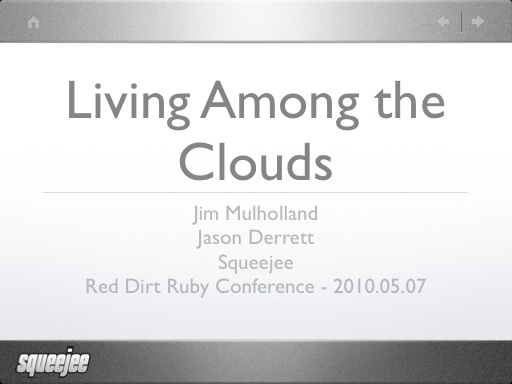 Living Among the
Clouds
Jim Mulholland
Jason Derrett
Squeejee
Red Dirt Ruby Conference - 2010.05.07
squeejee